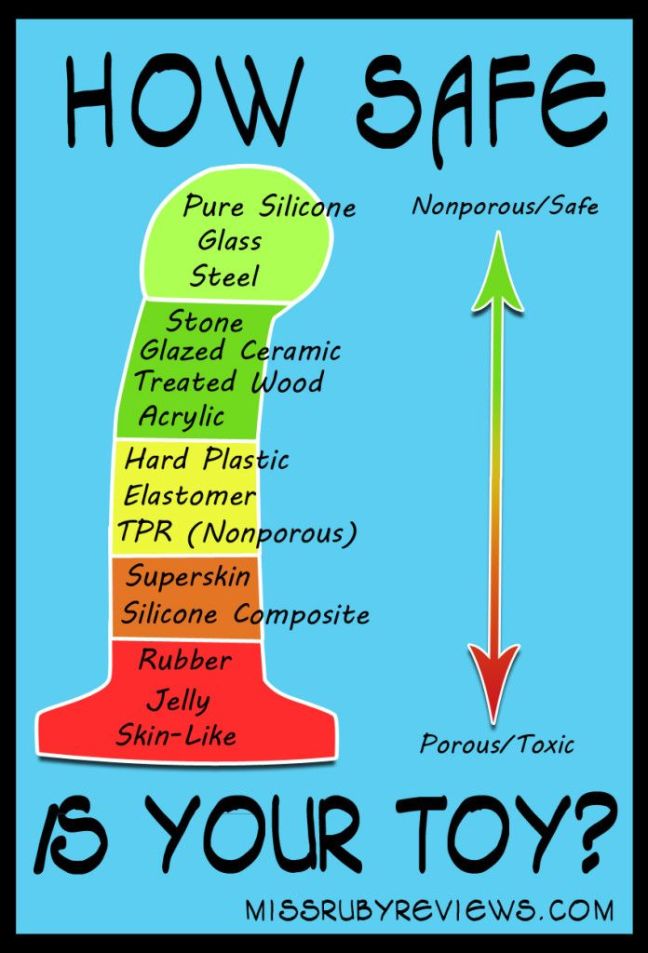 HOW SAFE
Pure Silicone
Glass
Steel
Nonporous/Safe
Stone
Glazed Ceramic
Treated Wood
Acrylic
Hard Plastic
Elastomer
TPR (Nonporous)
Superskin
Silicone Composite
Rubber
Jelly
Skin-Like
Porous/Toxic
IS YOUR TOY?
MISSRUBYREVIEWS.COM